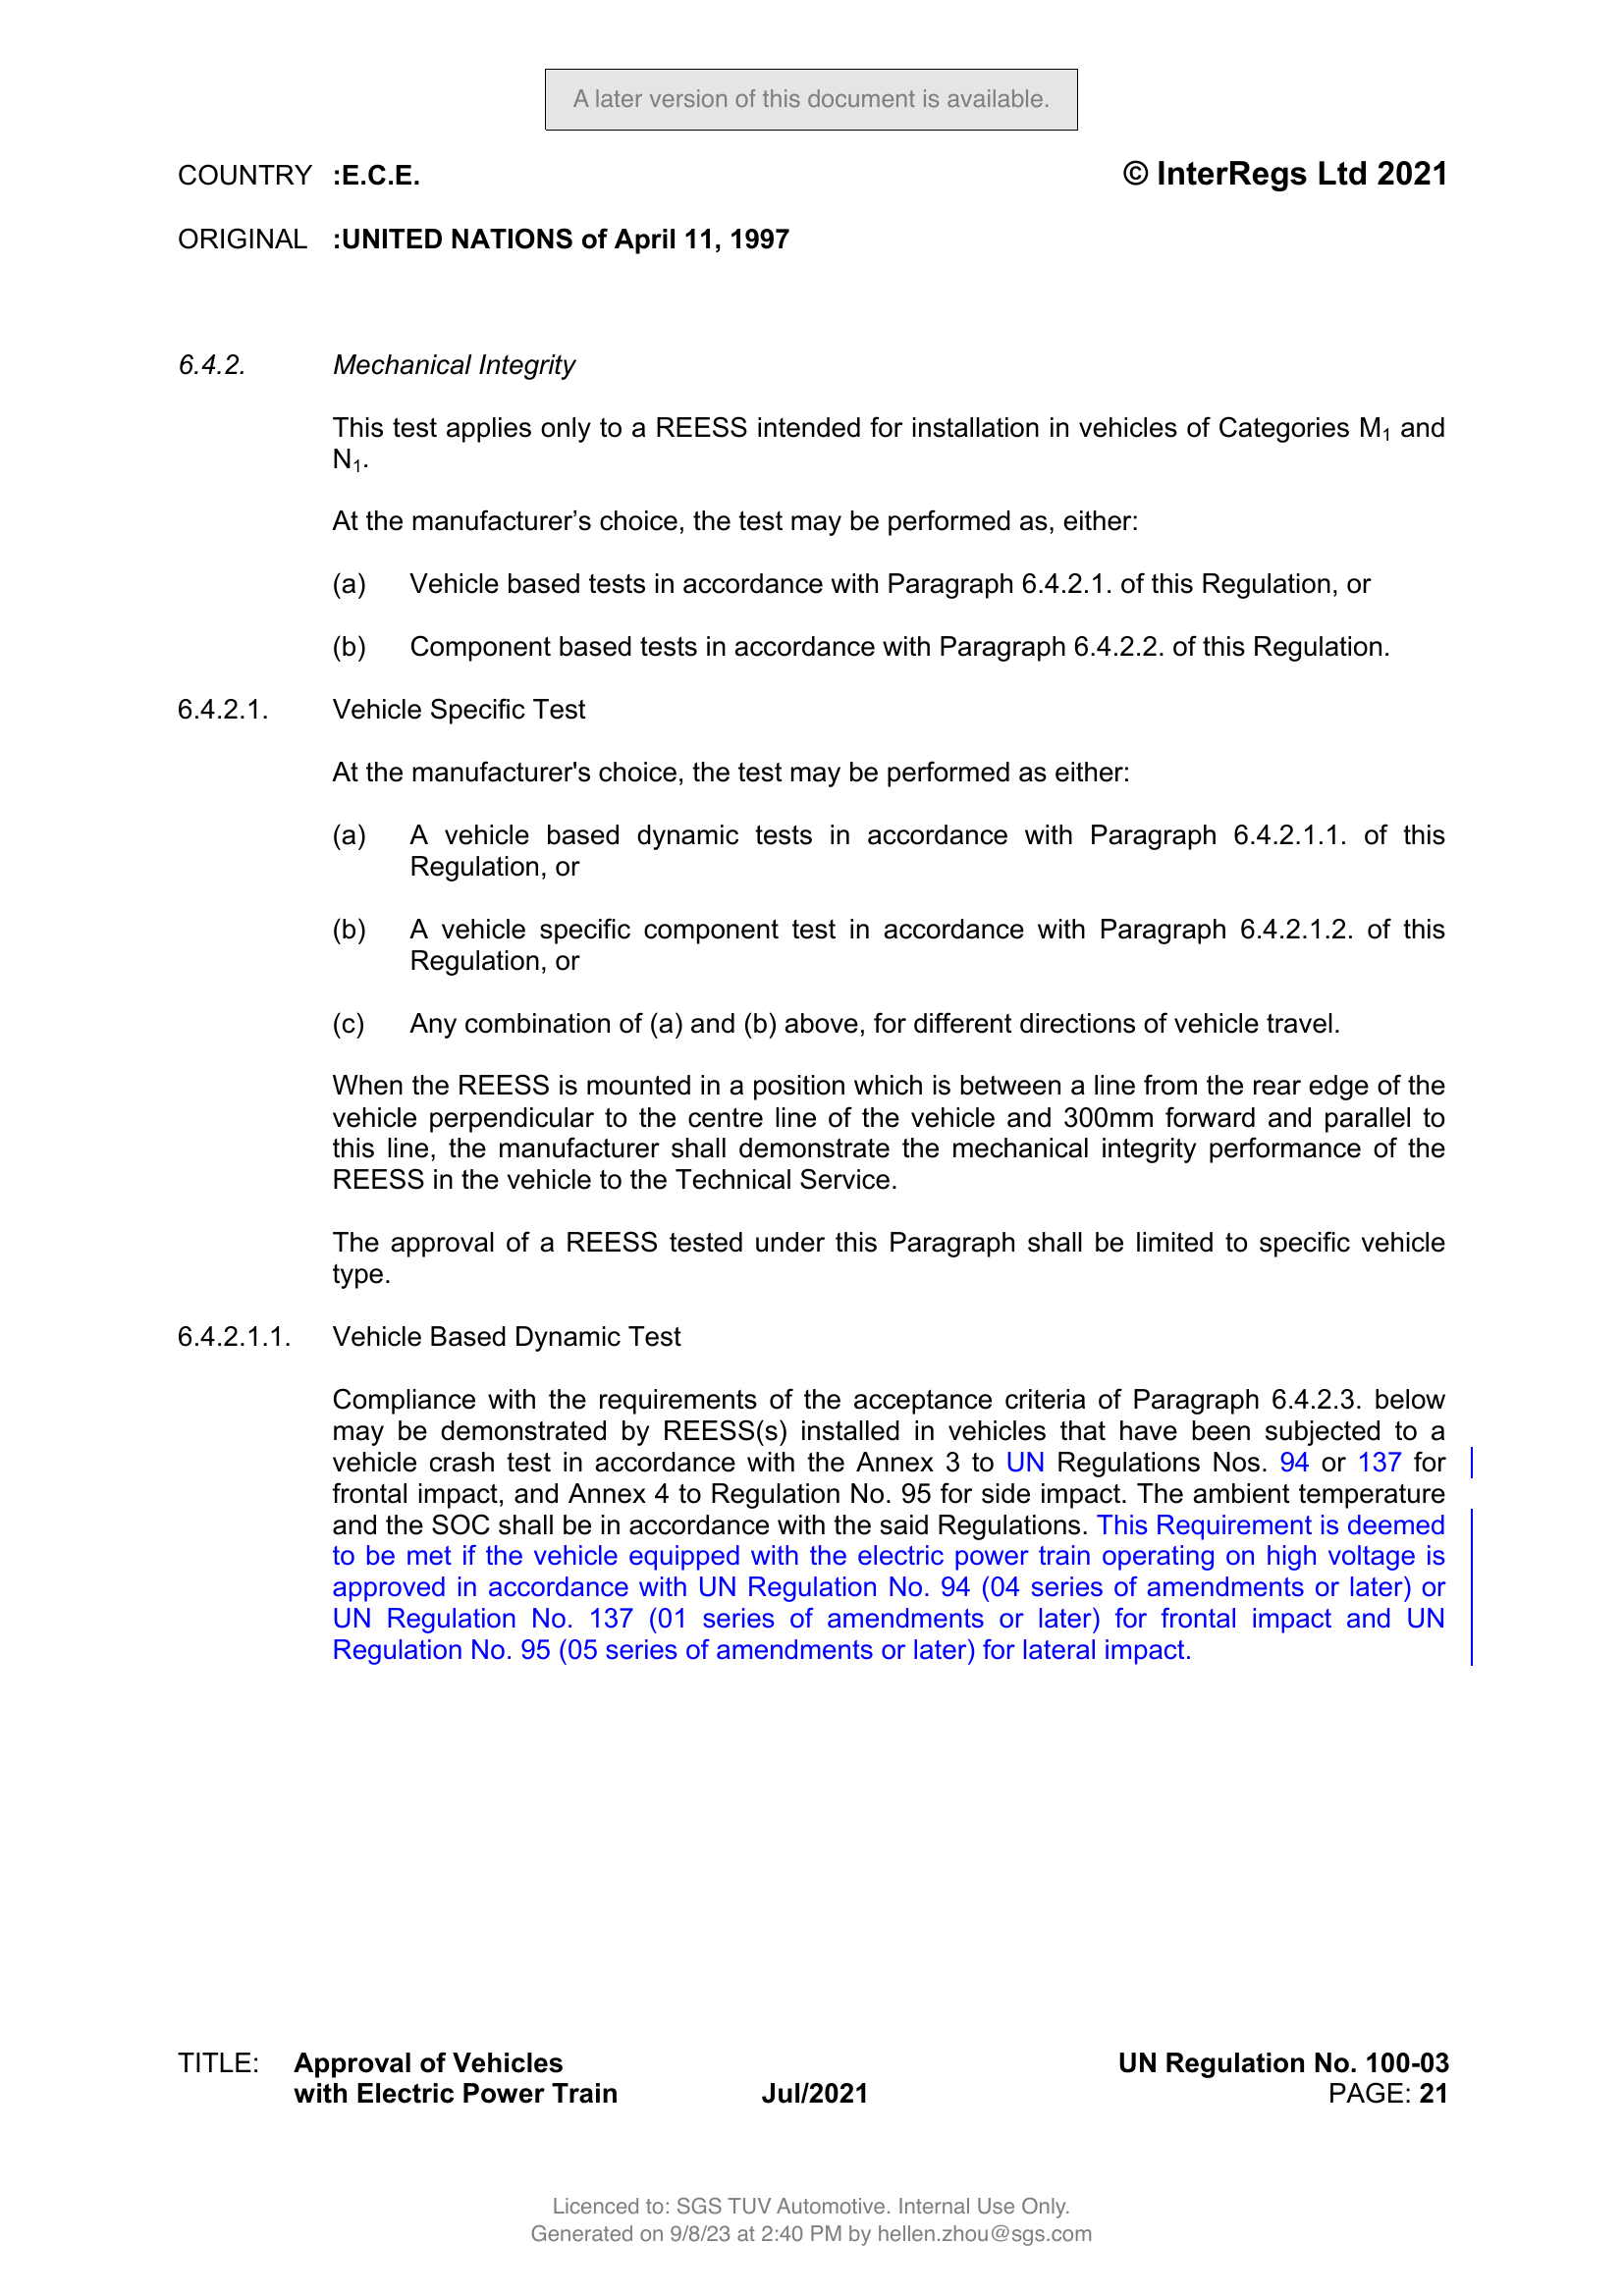 A later version of this document is available.
COUNTRY :E.C.E. © InterRegs Ltd 2021
ORIGINAL :UNITED NATIONS of April 11, 1997
6.4.2. Mechanical Integrity
This test applies only to a REESS intended for installation in vehicles of Categories M₁ and
N₁.
At the manufacturer’s choice, the test may be performed as, either:
(a) Vehicle based tests in accordance with Paragraph 6.4.2.1. of this Regulation, or
(b) Component based tests in accordance with Paragraph 6.4.2.2. of this Regulation.
6.4.2.1. Vehicle Specific Test
At the manufacturer's choice, the test may be performed as either:
(a) A vehicle based dynamic tests in accordance with Paragraph 6.4.2.1.1. of this
Regulation, or
(b) A vehicle specific component test in accordance with Paragraph 6.4.2.1.2. of this
Regulation, or
(c) Any combination of (a) and (b) above, for different directions of vehicle travel.
When the REESS is mounted in a position which is between a line from the rear edge of the
vehicle perpendicular to the centre line of the vehicle and 300mm forward and parallel to
this line, the manufacturer shall demonstrate the mechanical integrity performance of the
REESS in the vehicle to the Technical Service.
The approval of a REESS tested under this Paragraph shall be limited to specific vehicle
type.
6.4.2.1.1. Vehicle Based Dynamic Test
Compliance with the requirements of the acceptance criteria of Paragraph 6.4.2.3. below
may be demonstrated by REESS(s) installed in vehicles that have been subjected to a
vehicle crash test in accordance with the Annex 3 to UN Regulations Nos. 94 or 137 for
frontal impact, and Annex 4 to Regulation No. 95 for side impact. The ambient temperature
and the SOC shall be in accordance with the said Regulations. This Requirement is deemed
to be met if the vehicle equipped with the electric power train operating on high voltage is
approved in accordance with UN Regulation No. 94 (04 series of amendments or later) or
UN Regulation No. 137 (01 series of amendments or later) for frontal impact and UN
Regulation No. 95 (05 series of amendments or later) for lateral impact.
TITLE: Approval of Vehicles UN Regulation No. 100-03
with Electric Power Train Jul/2021 PAGE: 21
Licenced to: SGS TUV Automotive. Internal Use Only.
Generated on 9/8/23 at 2:40 PM by hellen.zhou@sgs.com